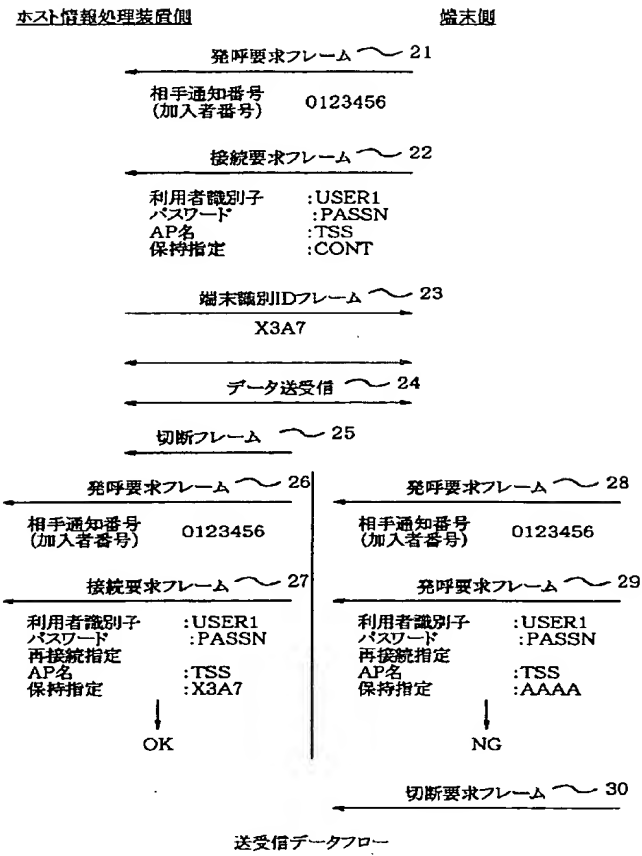 ホスト情報処理装置側
端末側
発呼要求フレーム 21
相手通知番号
(加入者番号) 0123456
接続要求フレーム 22
利用者識別子 :USER1
パスワード :PASSN
AP名 :TSS
保持指定 :CONT
端末識別IDフレーム 23
X3A7
データ送受信 24
切断フレーム 25
発呼要求フレーム 26
相手通知番号
(加入者番号) 0123456
接続要求フレーム 27
利用者識別子 :USER1
パスワード :PASSN
再接続指定
AP名 :TSS
保持指定 :X3A7
OK
発呼要求フレーム 28
相手通知番号
(加入者番号) 0123456
発呼要求フレーム 29
利用者識別子 :USER1
パスワード :PASSN
再接続指定
AP名 :TSS
保持指定 :AAAA
NG
切断要求フレーム 30
送受信データフロー